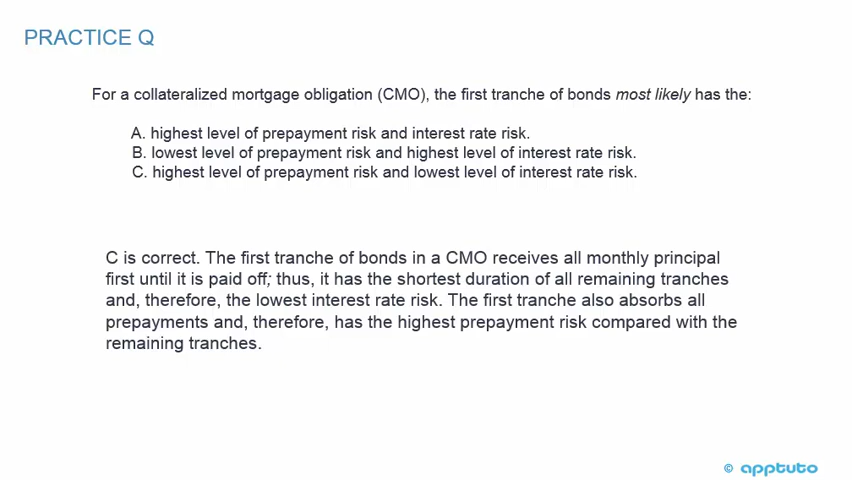 PRACTICE Q
For a collateralized mortgage obligation (CMO), the first tranche of bonds most likely has the:
A. highest level of prepayment risk and interest rate risk.
B. lowest level of prepayment risk and highest level of interest rate risk.
C. highest level of prepayment risk and lowest level of interest rate risk.
C is correct. The first tranche of bonds in a CMO receives all monthly principal
first until it is paid off; thus, it has the shortest duration of all remaining tranches
and, therefore, the lowest interest rate risk. The first tranche also absorbs all
prepayments and, therefore, has the highest prepayment risk compared with the
remaining tranches.
© apptuto